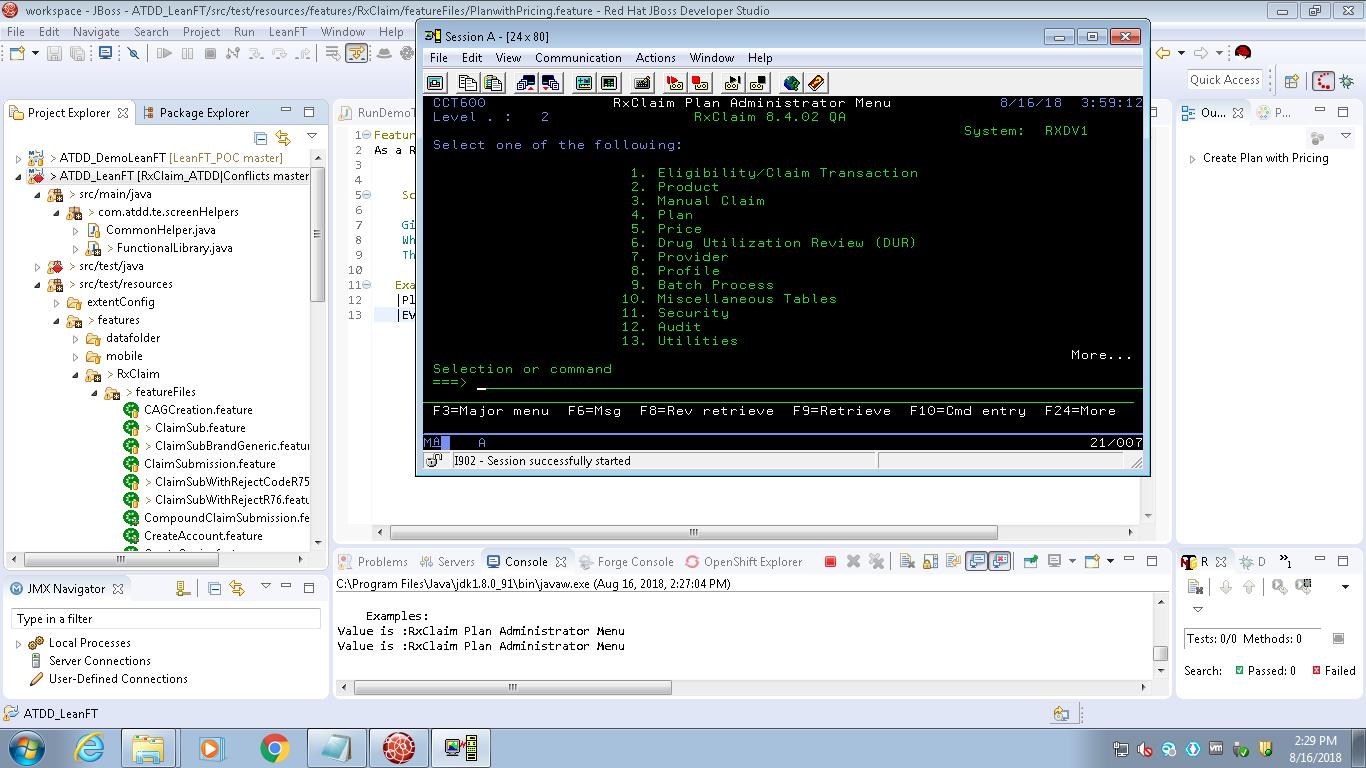 workspace - JBoss - ATDD_LeanFT/src/test/resources/features/RxClaim/featureFiles/PlanwithPricing.feature - Red Hat JBoss Developer Studio
File Edit Navigate Search Project Run LeanFT Window Help
Quick Access
Project Explorer
Package Explorer
> ATDD_DemoLeanFT [LeanFT_POC master]
> ATDD_LeanFT [RxClaim_ATDD|Conflicts master
> src/main/java
> com.atdd.te.screenHelpers
CommonHelper.java
> FunctionalLibrary.java
> src/test/java
> src/test/resources
extentConfig
> features
datafolder
mobile
> RxClaim
> featureFiles
CAGCreation.feature
> ClaimSub.feature
> ClaimSubBrandGeneric.featu
ClaimSubmission.feature
> ClaimSubWithRejectCodeR75
> ClaimSubWithRejectR76.featu
CompoundClaimSubmission.fe
CreateAccount.feature
JMX Navigator
Type in a filter
Local Processes
Server Connections
User-Defined Connections
RunDemoT
1 Featur
2 As a R
3
4
5 Sc
6
7 Gi
8 Wh
9 Th
10
11 Exa
12 |Pl
13 |EV
Session A - [24 x 80]
File Edit View Communication Actions Window Help
CCT600 RxClaim Plan Administrator Menu 8/16/18 3:59:12
Level . : 2 RxClaim 8.4.02 QA
System: RXDV1
Select one of the following:
1. Eligibility/Claim Transaction
2. Product
3. Manual Claim
4. Plan
5. Price
6. Drug Utilization Review (DUR)
7. Provider
8. Profile
9. Batch Process
10. Miscellaneous Tables
11. Security
12. Audit
13. Utilities
More...
Selection or command
===>
F3=Major menu F6=Msg F8=Rev retrieve F9=Retrieve F10=Cmd entry F24=More
MA A 21/007
I902 - Session successfully started
Ou...
P...
Create Plan with Pricing
Problems Servers Console Forge Console OpenShift Explorer
C:\Program Files\Java\jdk1.8.0_91\bin\javaw.exe (Aug 16, 2018, 2:27:04 PM)
Examples:
Value is :RxClaim Plan Administrator Menu
Value is :RxClaim Plan Administrator Menu
R
D
»1
Tests: 0/0 Methods: 0
Search: Passed: 0 Failed
ATDD_LeanFT
2:29 PM
8/16/2018